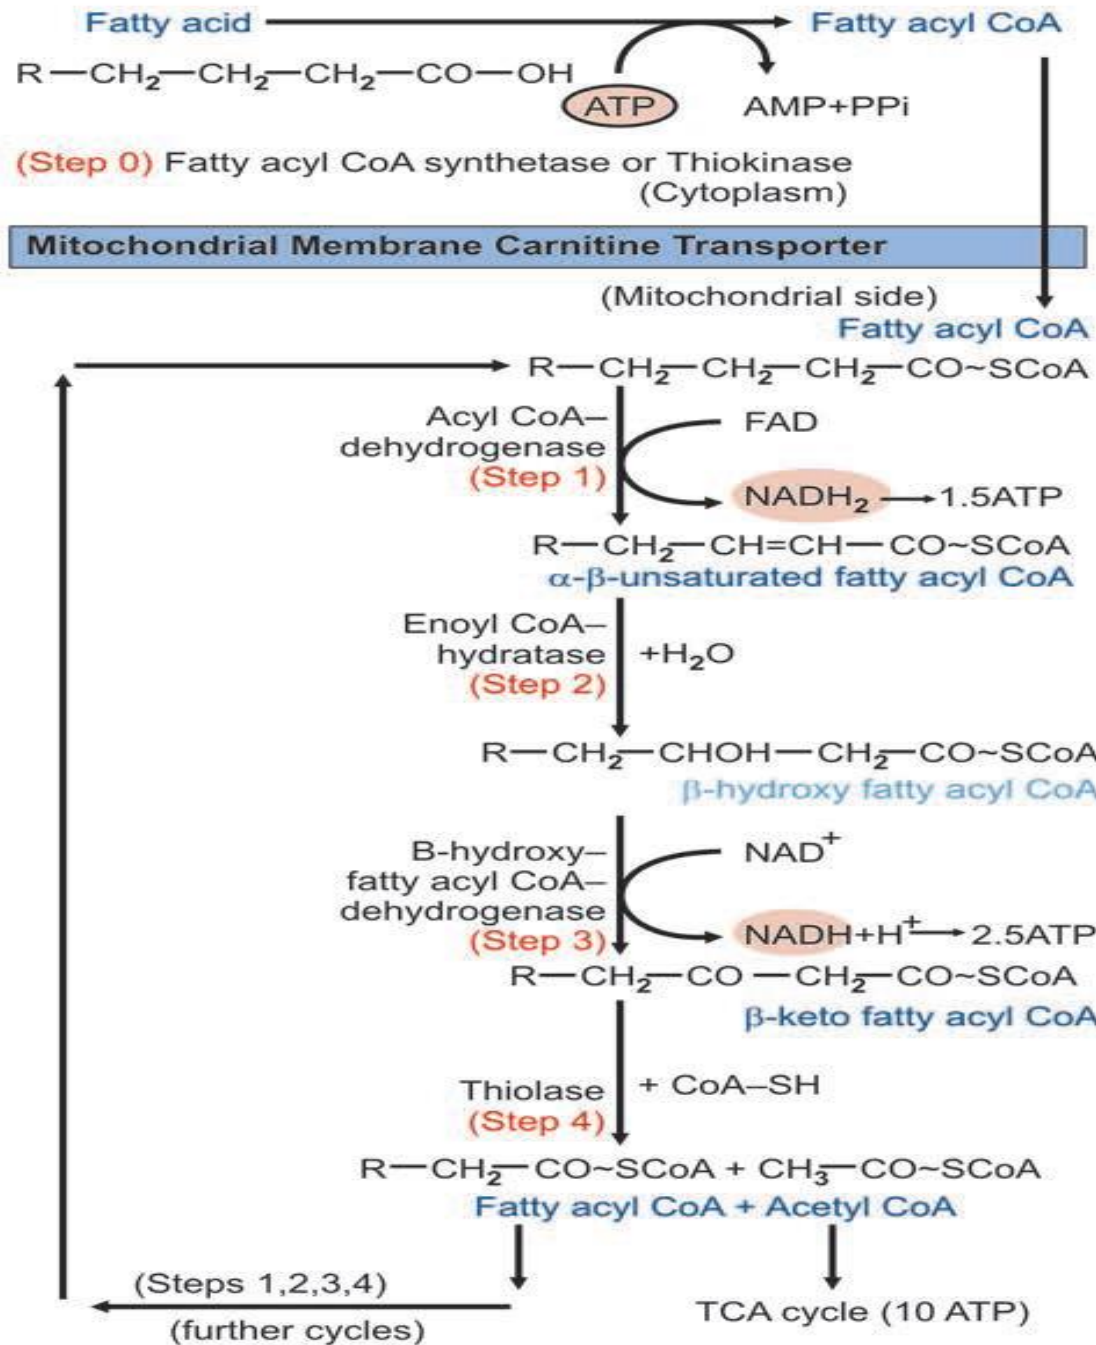 Fatty acid Fatty acyl CoA
R—CH₂—CH₂—CH₂—CO—OH
ATP AMP+PPi
(Step 0) Fatty acyl CoA synthetase or Thiokinase
(Cytoplasm)
Mitochondrial Membrane Carnitine Transporter
(Mitochondrial side)
Fatty acyl CoA
R—CH₂—CH₂—CH₂—CO~SCoA
Acyl CoA–
dehydrogenase
(Step 1)
FAD
NADH₂ 1.5ATP
R—CH₂—CH=CH—CO~SCoA
α-β-unsaturated fatty acyl CoA
Enoyl CoA–
hydratase
(Step 2)
+H₂O
R—CH₂—CHOH—CH₂—CO~SCoA
β-hydroxy fatty acyl CoA
B-hydroxy–
fatty acyl CoA–
dehydrogenase
(Step 3)
NAD⁺
NADH+H⁺ 2.5ATP
R—CH₂—CO—CH₂—CO~SCoA
β-keto fatty acyl CoA
Thiolase
(Step 4)
+ CoA–SH
R—CH₂—CO~SCoA + CH₃—CO~SCoA
Fatty acyl CoA + Acetyl CoA
(Steps 1,2,3,4)
(further cycles)
TCA cycle (10 ATP)